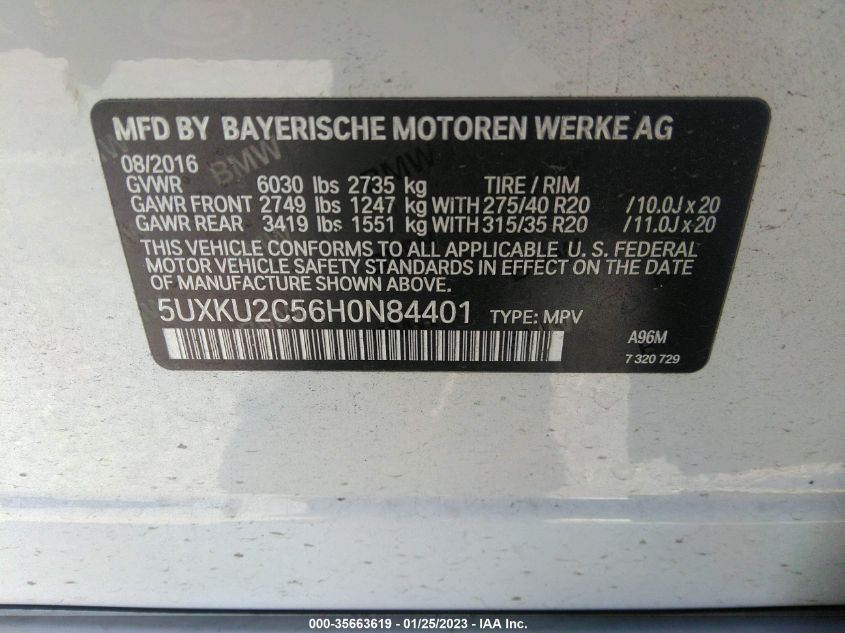 MFD BY BAYERISCHE MOTOREN WERKE AG
08/2016
GVWR 6030 lbs 2735 kg TIRE / RIM
GAWR FRONT 2749 lbs 1247 kg WITH 275/40 R20 / 10.0J x 20
GAWR REAR 3419 lbs 1551 kg WITH 315/35 R20 / 11.0J x 20
THIS VEHICLE CONFORMS TO ALL APPLICABLE U. S. FEDERAL
MOTOR VEHICLE SAFETY STANDARDS IN EFFECT ON THE DATE
OF MANUFACTURE SHOWN ABOVE.
5UXKU2C56H0N84401 TYPE: MPV
A96M
7 320 729
000-35663619 - 01/25/2023 - © IAA Inc.